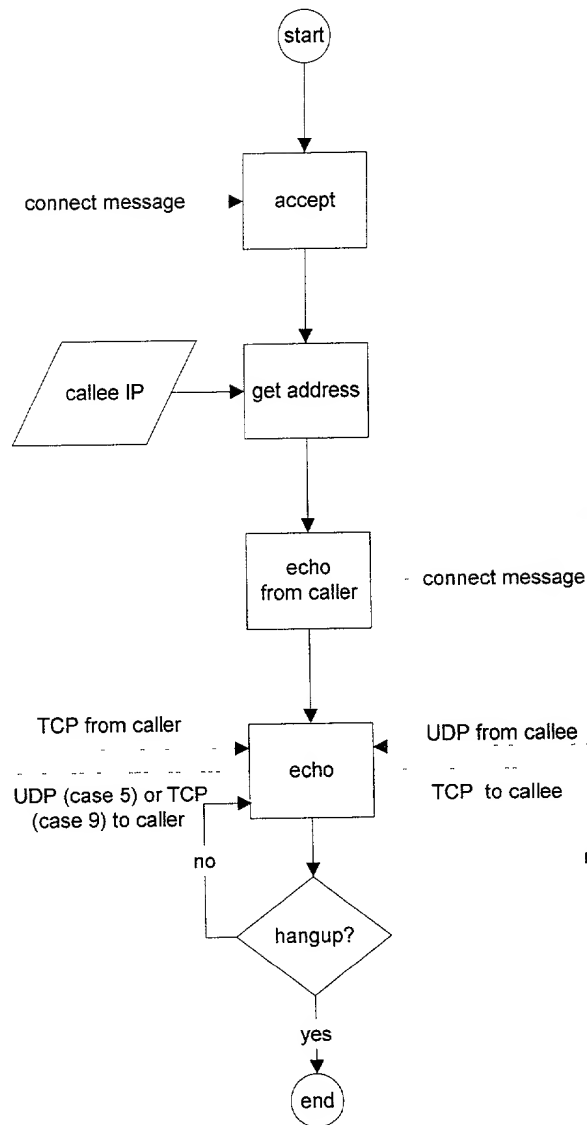 start
connect message
accept
callee IP
get address
echo
from caller
connect message
TCP from caller
UDP from callee
echo
UDP (case 5) or TCP
(case 9) to caller
TCP to callee
no
hangup?
yes
end